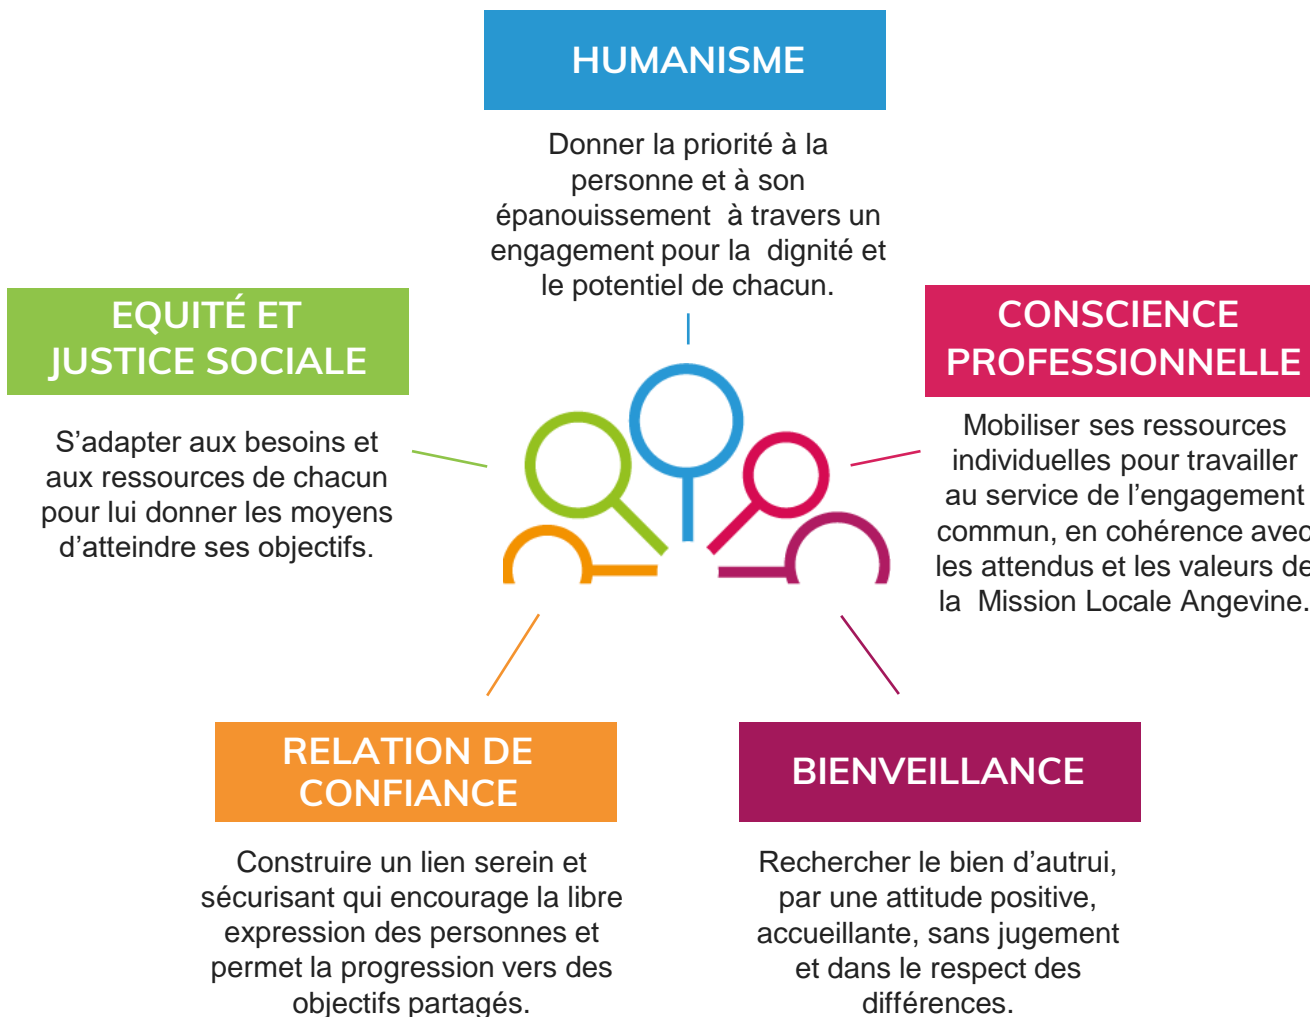 HUMANISME
Donner la priorité à la
personne et à son
épanouissement à travers un
engagement pour la dignité et
le potentiel de chacun.
EQUITÉ ET
JUSTICE SOCIALE
S’adapter aux besoins et
aux ressources de chacun
pour lui donner les moyens
d’atteindre ses objectifs.
CONSCIENCE
PROFESSIONNELLE
Mobiliser ses ressources
individuelles pour travailler
au service de l’engagement
commun, en cohérence avec
les attendus et les valeurs de
la Mission Locale Angevine.
RELATION DE
CONFIANCE
Construire un lien serein et
sécurisant qui encourage la libre
expression des personnes et
permet la progression vers des
objectifs partagés.
BIENVEILLANCE
Rechercher le bien d’autrui,
par une attitude positive,
accueillante, sans jugement
et dans le respect des
différences.